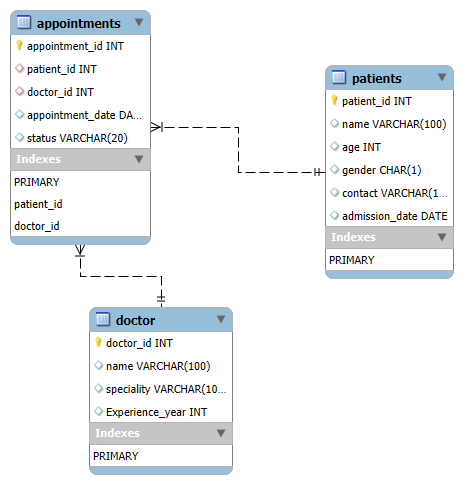 appointments
appointment_id INT
patient_id INT
doctor_id INT
appointment_date DA...
status VARCHAR(20)
Indexes
PRIMARY
patient_id
doctor_id
patients
patient_id INT
name VARCHAR(100)
age INT
gender CHAR(1)
contact VARCHAR(1...
admission_date DATE
Indexes
PRIMARY
doctor
doctor_id INT
name VARCHAR(100)
speciality VARCHAR(10...
Experience_year INT
Indexes
PRIMARY